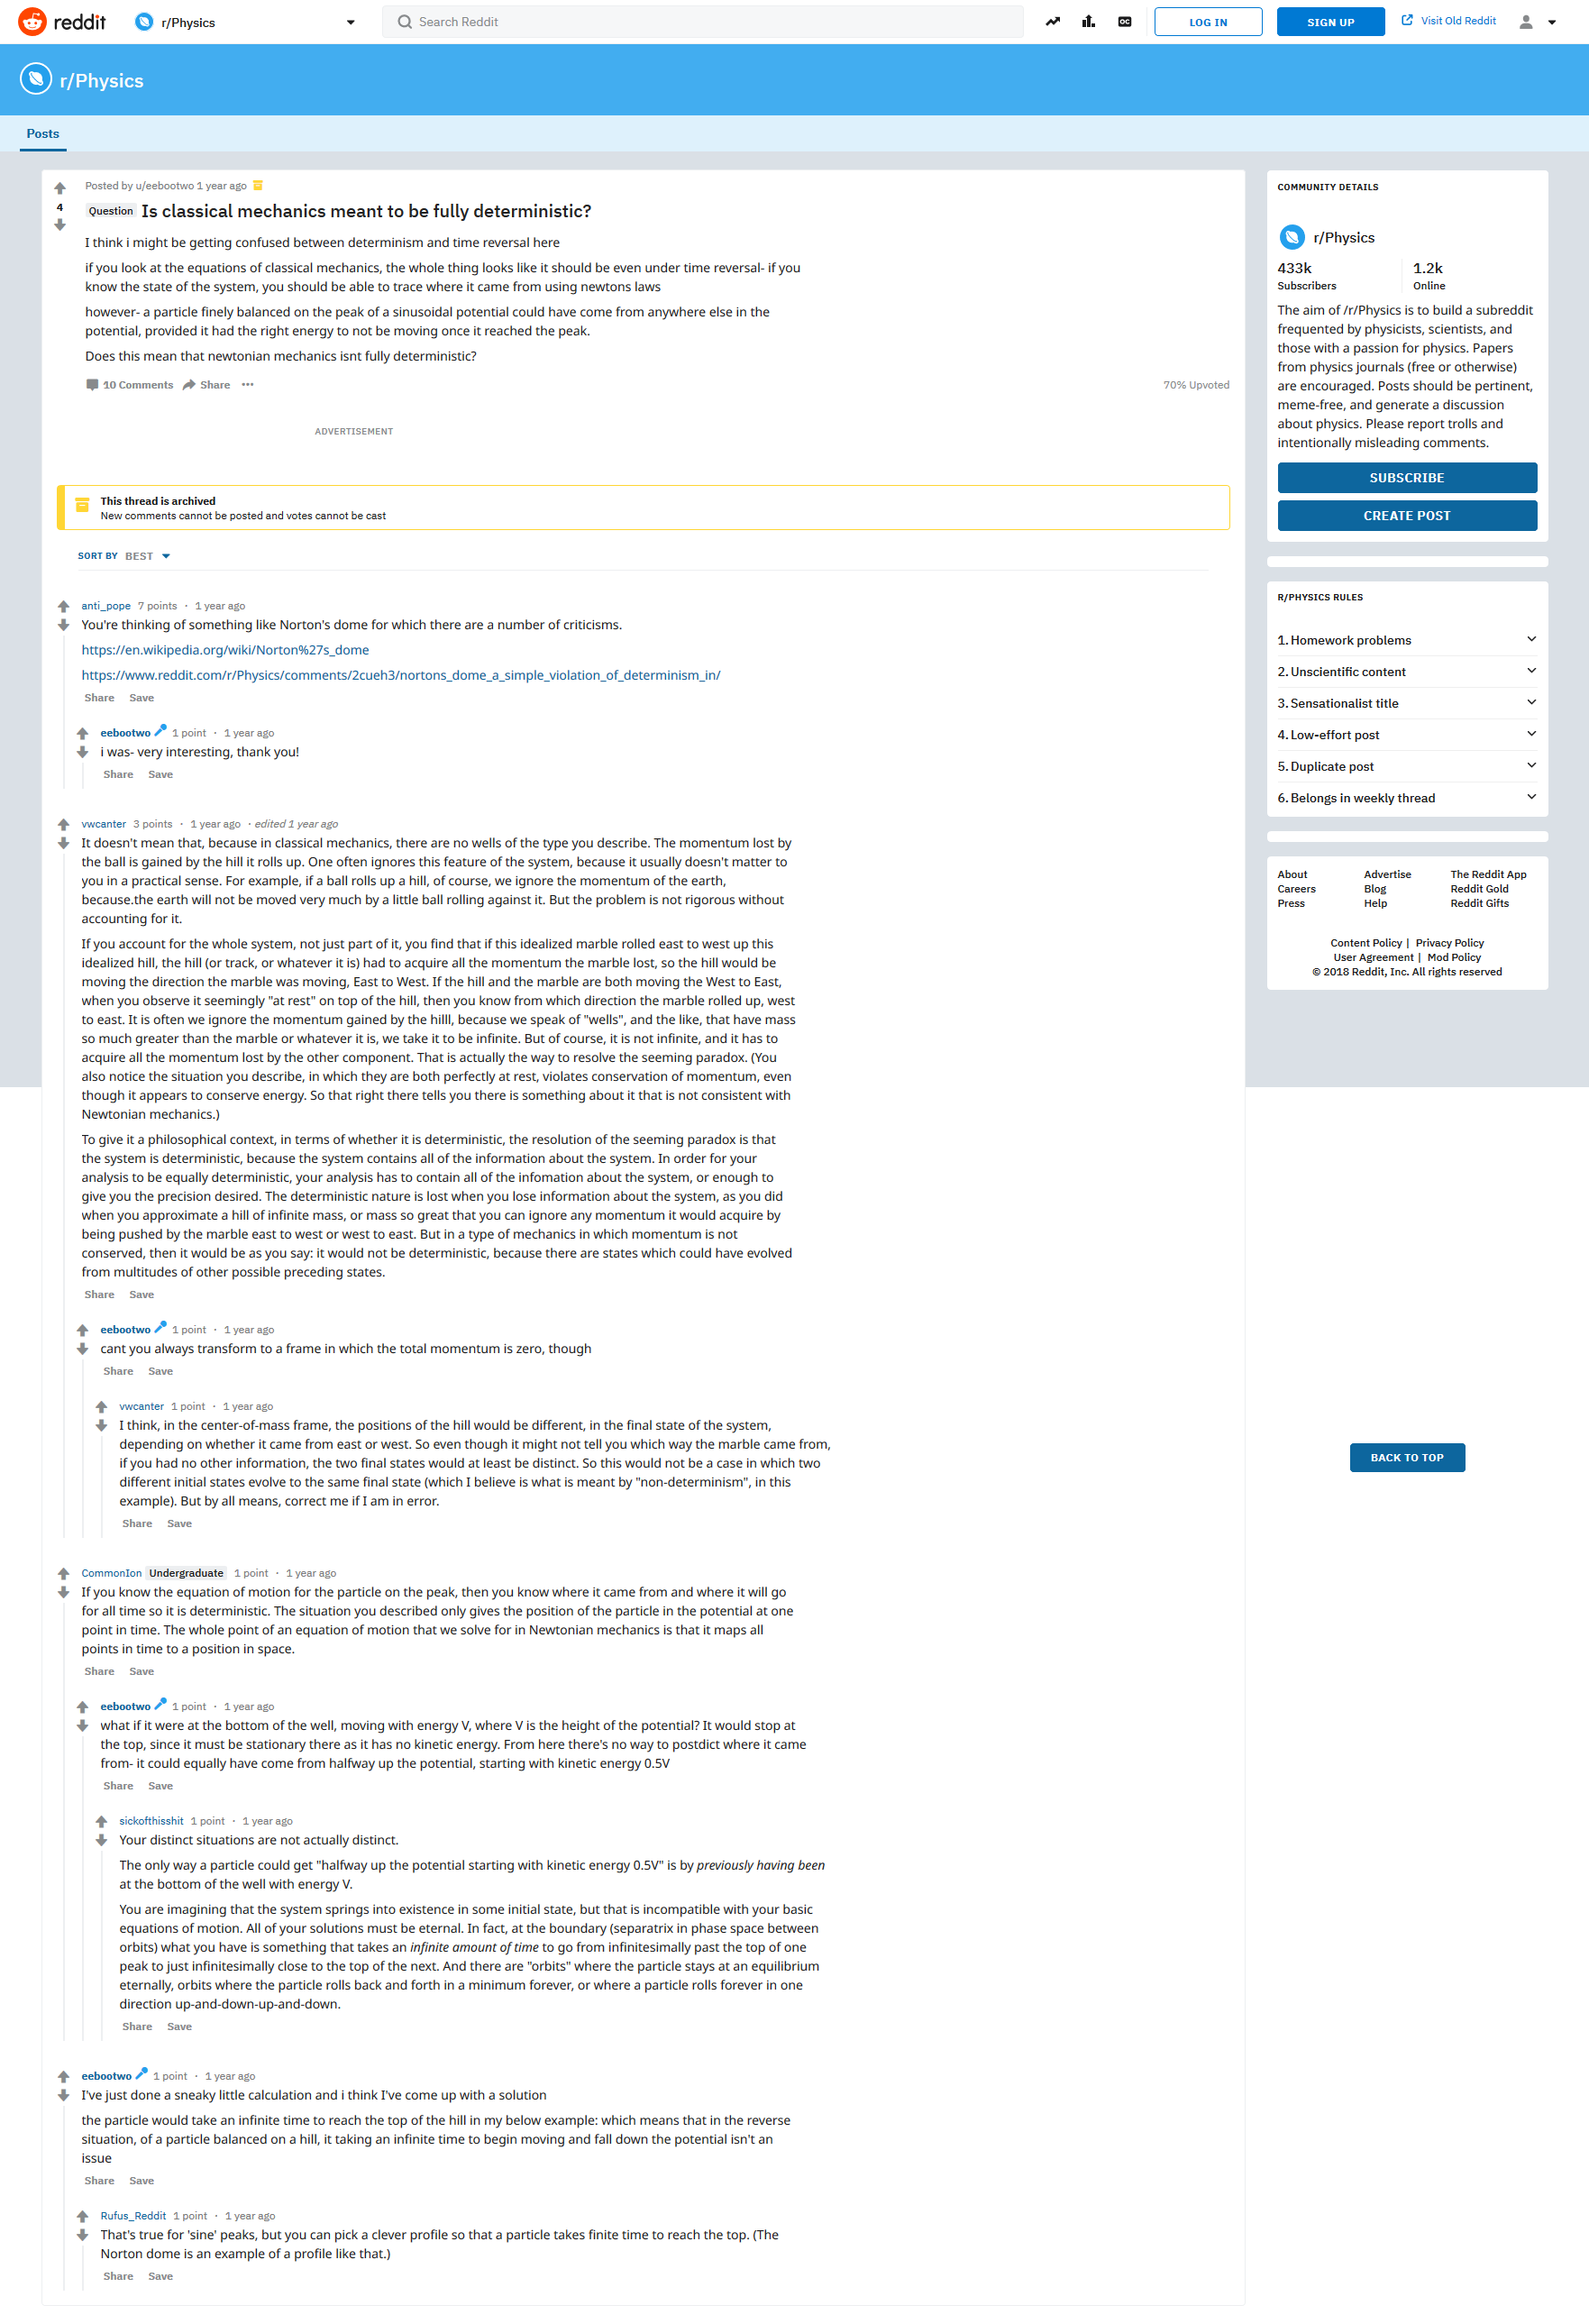 reddit
r/Physics
Search Reddit
LOG IN
SIGN UP
Visit Old Reddit
r/Physics
Posts
Posted by u/eebootwo 1 year ago
4
Question Is classical mechanics meant to be fully deterministic?
I think i might be getting confused between determinism and time reversal here
if you look at the equations of classical mechanics, the whole thing looks like it should be even under time reversal- if you
know the state of the system, you should be able to trace where it came from using newtons laws
however- a particle finely balanced on the peak of a sinusoidal potential could have come from anywhere else in the
potential, provided it had the right energy to not be moving once it reached the peak.
Does this mean that newtonian mechanics isnt fully deterministic?
10 Comments Share ···
70% Upvoted
ADVERTISEMENT
This thread is archived
New comments cannot be posted and votes cannot be cast
SORT BY BEST
anti_pope 7 points · 1 year ago
You're thinking of something like Norton's dome for which there are a number of criticisms.
https://en.wikipedia.org/wiki/Norton%27s_dome
https://www.reddit.com/r/Physics/comments/2cueh3/nortons_dome_a_simple_violation_of_determinism_in/
Share Save
eebootwo 1 point · 1 year ago
i was- very interesting, thank you!
Share Save
vwcanter 3 points · 1 year ago · edited 1 year ago
It doesn't mean that, because in classical mechanics, there are no wells of the type you describe. The momentum lost by
the ball is gained by the hill it rolls up. One often ignores this feature of the system, because it usually doesn't matter to
you in a practical sense. For example, if a ball rolls up a hill, of course, we ignore the momentum of the earth,
because.the earth will not be moved very much by a little ball rolling against it. But the problem is not rigorous without
accounting for it.
If you account for the whole system, not just part of it, you find that if this idealized marble rolled east to west up this
idealized hill, the hill (or track, or whatever it is) had to acquire all the momentum the marble lost, so the hill would be
moving the direction the marble was moving, East to West. If the hill and the marble are both moving the West to East,
when you observe it seemingly "at rest" on top of the hill, then you know from which direction the marble rolled up, west
to east. It is often we ignore the momentum gained by the hilll, because we speak of "wells", and the like, that have mass
so much greater than the marble or whatever it is, we take it to be infinite. But of course, it is not infinite, and it has to
acquire all the momentum lost by the other component. That is actually the way to resolve the seeming paradox. (You
also notice the situation you describe, in which they are both perfectly at rest, violates conservation of momentum, even
though it appears to conserve energy. So that right there tells you there is something about it that is not consistent with
Newtonian mechanics.)
To give it a philosophical context, in terms of whether it is deterministic, the resolution of the seeming paradox is that
the system is deterministic, because the system contains all of the information about the system. In order for your
analysis to be equally deterministic, your analysis has to contain all of the infomation about the system, or enough to
give you the precision desired. The deterministic nature is lost when you lose information about the system, as you did
when you approximate a hill of infinite mass, or mass so great that you can ignore any momentum it would acquire by
being pushed by the marble east to west or west to east. But in a type of mechanics in which momentum is not
conserved, then it would be as you say: it would not be deterministic, because there are states which could have evolved
from multitudes of other possible preceding states.
Share Save
eebootwo 1 point · 1 year ago
cant you always transform to a frame in which the total momentum is zero, though
Share Save
vwcanter 1 point · 1 year ago
I think, in the center-of-mass frame, the positions of the hill would be different, in the final state of the system,
depending on whether it came from east or west. So even though it might not tell you which way the marble came from,
if you had no other information, the two final states would at least be distinct. So this would not be a case in which two
different initial states evolve to the same final state (which I believe is what is meant by "non-determinism", in this
example). But by all means, correct me if I am in error.
Share Save
CommonIon Undergraduate 1 point · 1 year ago
If you know the equation of motion for the particle on the peak, then you know where it came from and where it will go
for all time so it is deterministic. The situation you described only gives the position of the particle in the potential at one
point in time. The whole point of an equation of motion that we solve for in Newtonian mechanics is that it maps all
points in time to a position in space.
Share Save
eebootwo 1 point · 1 year ago
what if it were at the bottom of the well, moving with energy V, where V is the height of the potential? It would stop at
the top, since it must be stationary there as it has no kinetic energy. From here there's no way to postdict where it came
from- it could equally have come from halfway up the potential, starting with kinetic energy 0.5V
Share Save
sickofthisshit 1 point · 1 year ago
Your distinct situations are not actually distinct.
The only way a particle could get "halfway up the potential starting with kinetic energy 0.5V" is by previously having been
at the bottom of the well with energy V.
You are imagining that the system springs into existence in some initial state, but that is incompatible with your basic
equations of motion. All of your solutions must be eternal. In fact, at the boundary (separatrix in phase space between
orbits) what you have is something that takes an infinite amount of time to go from infinitesimally past the top of one
peak to just infinitesimally close to the top of the next. And there are "orbits" where the particle stays at an equilibrium
eternally, orbits where the particle rolls back and forth in a minimum forever, or where a particle rolls forever in one
direction up-and-down-up-and-down.
Share Save
eebootwo 1 point · 1 year ago
I've just done a sneaky little calculation and i think I've come up with a solution
the particle would take an infinite time to reach the top of the hill in my below example: which means that in the reverse
situation, of a particle balanced on a hill, it taking an infinite time to begin moving and fall down the potential isn't an
issue
Share Save
Rufus_Reddit 1 point · 1 year ago
That's true for 'sine' peaks, but you can pick a clever profile so that a particle takes finite time to reach the top. (The
Norton dome is an example of a profile like that.)
Share Save
COMMUNITY DETAILS
r/Physics
433k 1.2k
Subscribers Online
The aim of /r/Physics is to build a subreddit
frequented by physicists, scientists, and
those with a passion for physics. Papers
from physics journals (free or otherwise)
are encouraged. Posts should be pertinent,
meme-free, and generate a discussion
about physics. Please report trolls and
intentionally misleading comments.
SUBSCRIBE
CREATE POST
R/PHYSICS RULES
1. Homework problems
2. Unscientific content
3. Sensationalist title
4. Low-effort post
5. Duplicate post
6. Belongs in weekly thread
About Advertise The Reddit App
Careers Blog Reddit Gold
Press Help Reddit Gifts
Content Policy | Privacy Policy
User Agreement | Mod Policy
© 2018 Reddit, Inc. All rights reserved
BACK TO TOP